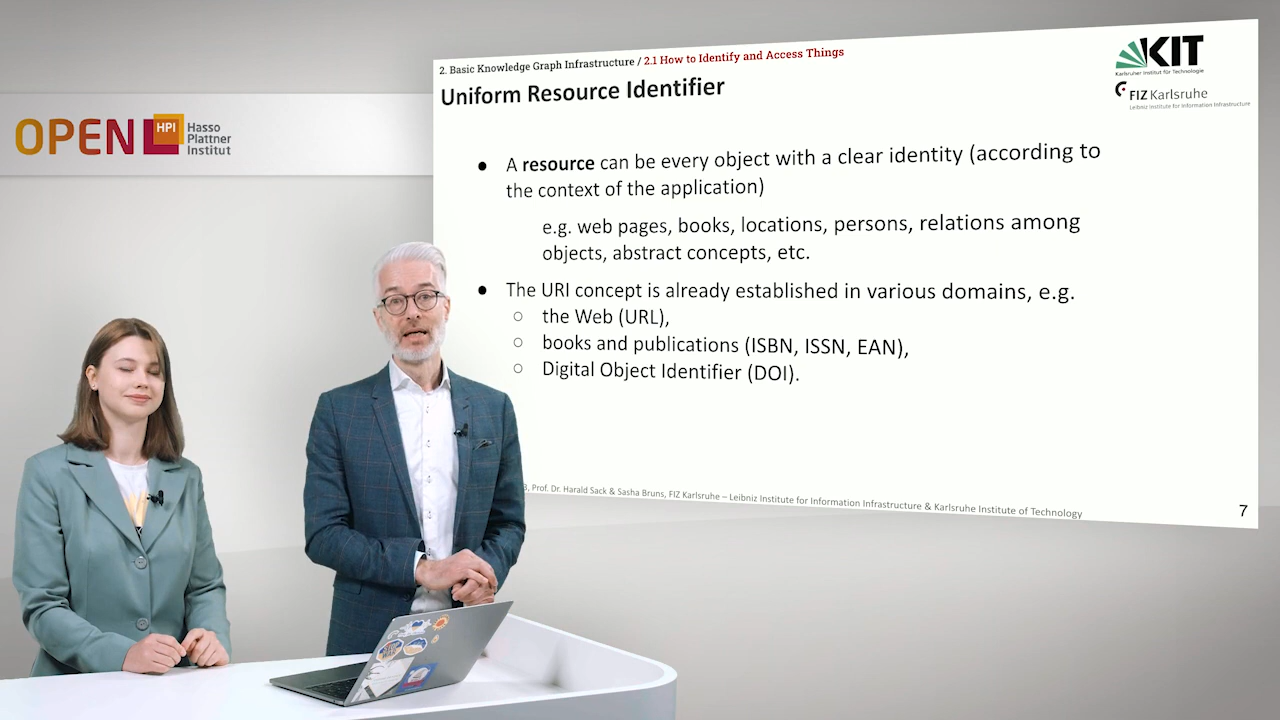 OPEN HPI Hasso
Plattner
Institut
2. Basic Knowledge Graph Infrastructure / 2.1 How to Identify and Access Things
Uniform Resource Identifier
KIT
Karlsruher Institut für Technologie
FIZ Karlsruhe
Leibniz Institute for Information Infrastructure
● A resource can be every object with a clear identity (according to
the context of the application)
e.g. web pages, books, locations, persons, relations among
objects, abstract concepts, etc.
● The URI concept is already established in various domains, e.g.
○ the Web (URL),
○ books and publications (ISBN, ISSN, EAN),
○ Digital Object Identifier (DOI).
3, Prof. Dr. Harald Sack & Sasha Bruns, FIZ Karlsruhe – Leibniz Institute for Information Infrastructure & Karlsruhe Institute of Technology
7